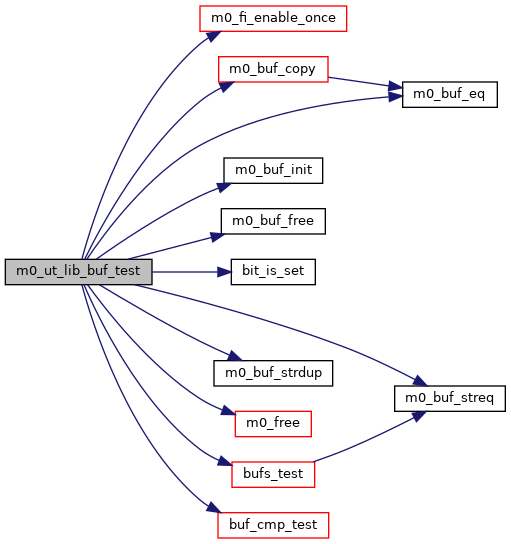 m0_fi_enable_once
m0_buf_copy
m0_buf_eq
m0_buf_init
m0_buf_free
m0_ut_lib_buf_test
bit_is_set
m0_buf_strdup
m0_buf_streq
m0_free
bufs_test
buf_cmp_test